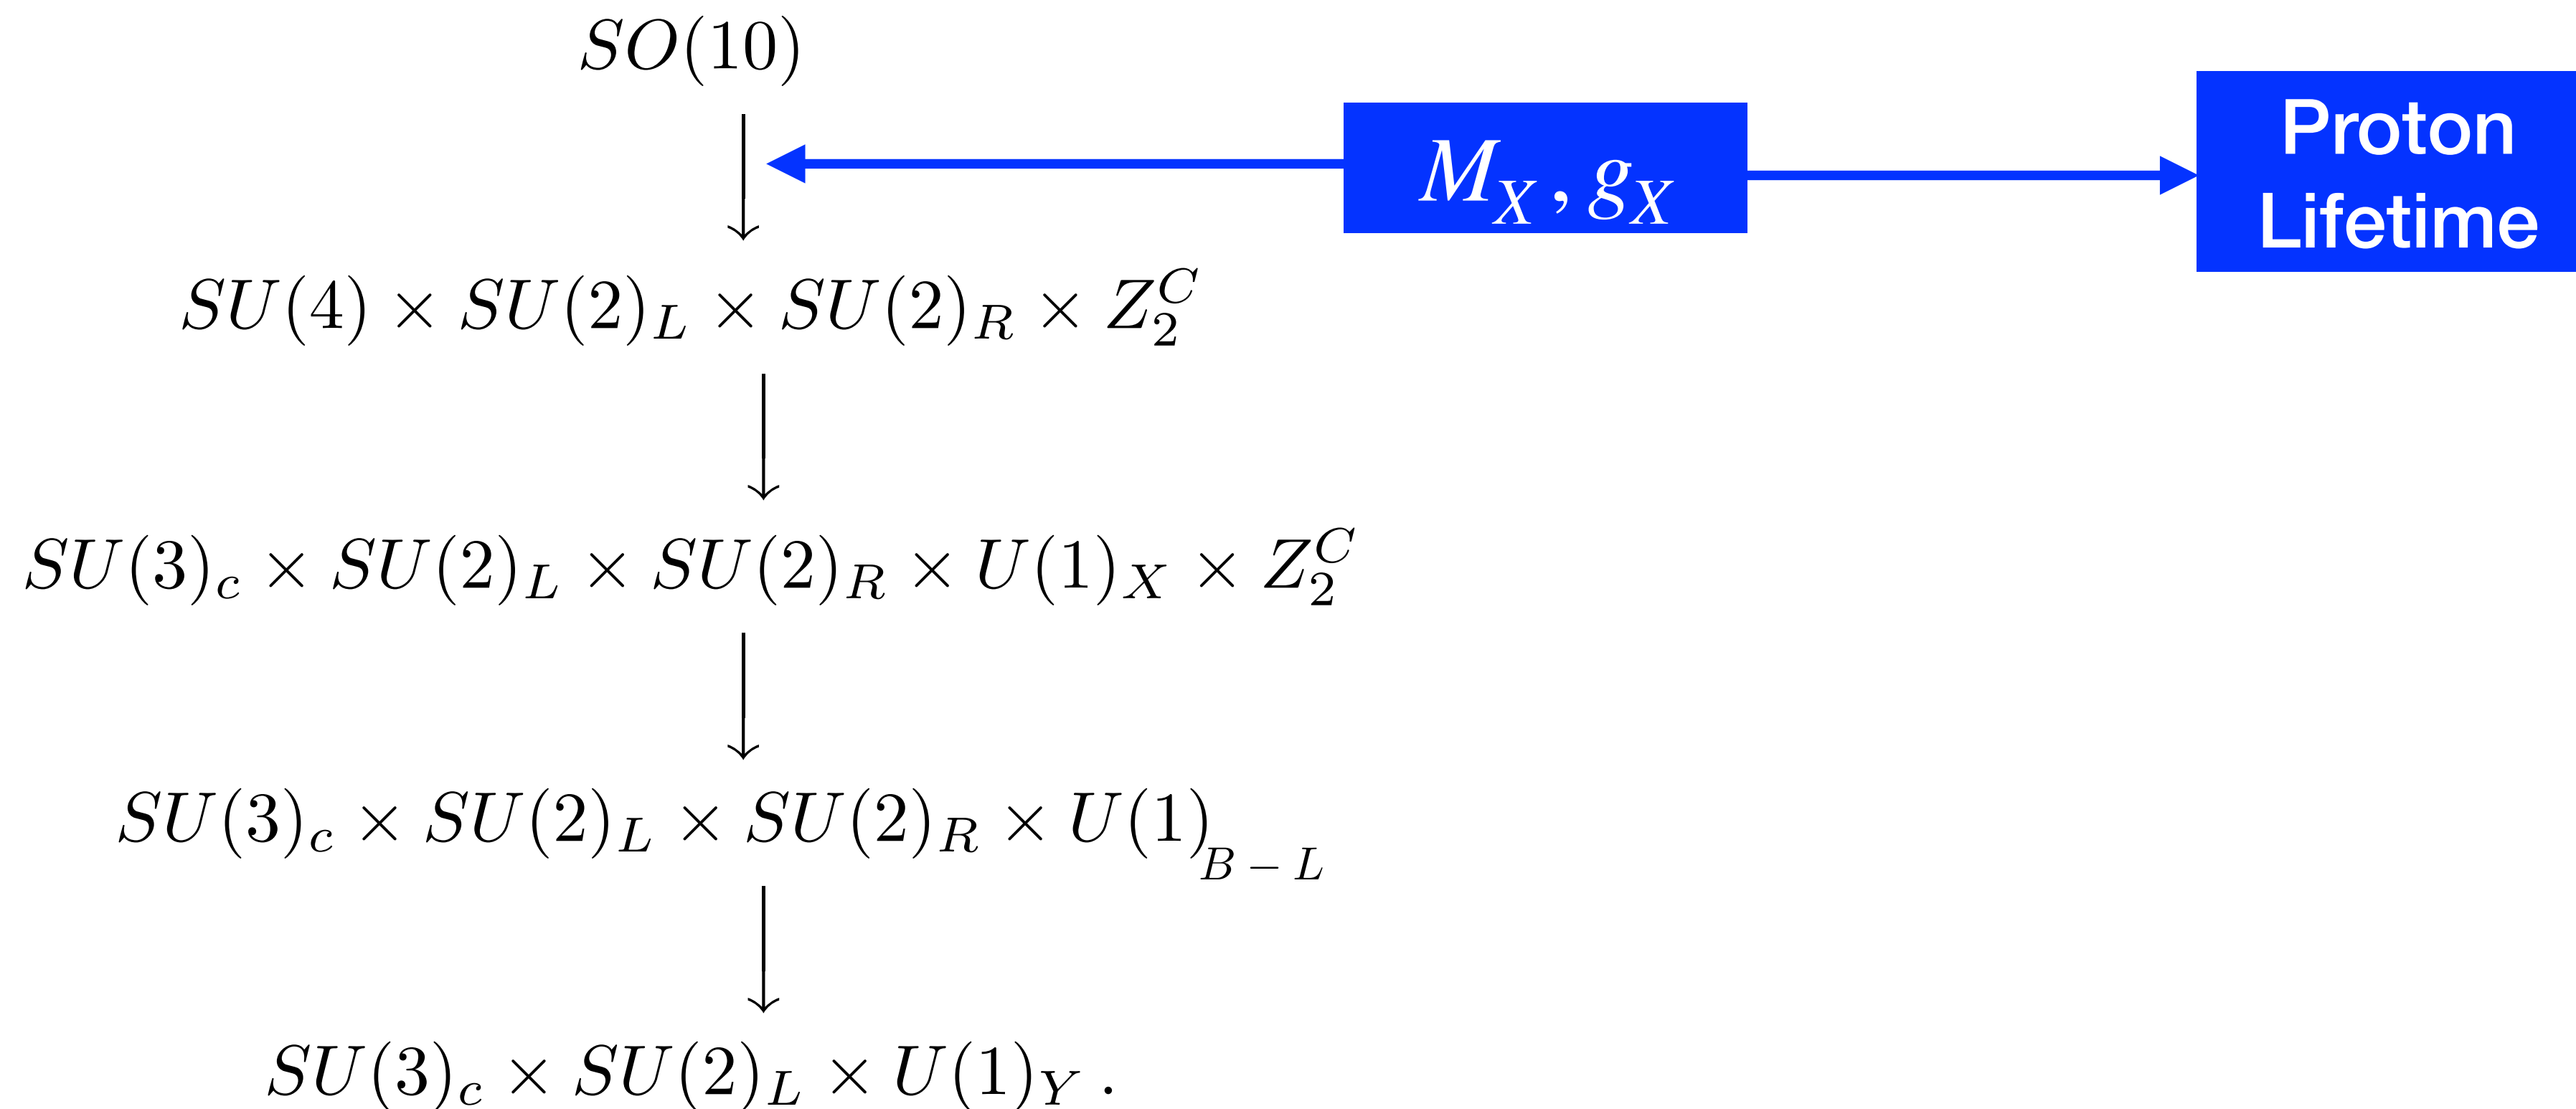 SO(10)
M_X, g_X
Proton
Lifetime
SU(4) × SU(2)_L × SU(2)_R × Z_2^C
SU(3)_c × SU(2)_L × SU(2)_R × U(1)_X × Z_2^C
SU(3)_c × SU(2)_L × SU(2)_R × U(1)_{B-L}
SU(3)_c × SU(2)_L × U(1)_Y .